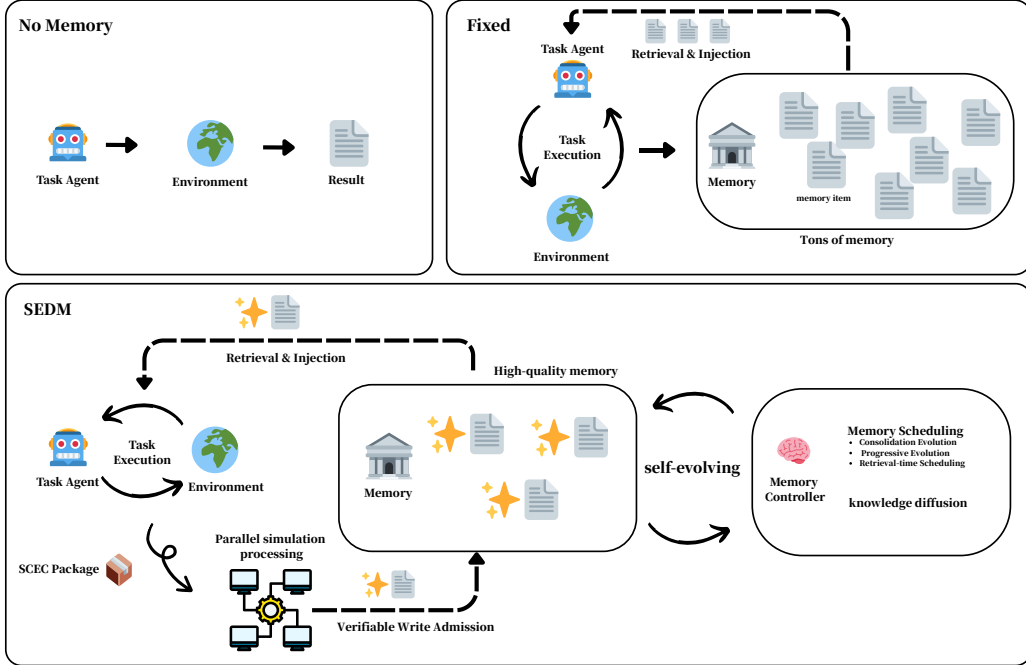 No Memory
Task Agent
Environment
Result
Fixed
Task Agent
Retrieval & Injection
Task
Execution
Environment
Memory
memory item
Tons of memory
SEDM
Retrieval & Injection
High-quality memory
Task
Execution
Task Agent
Environment
Memory
self-evolving
Memory
Controller
Memory Scheduling
• Consolidation Evolution
• Progressive Evolution
• Retrieval-time Scheduling
knowledge diffusion
SCEC Package
Parallel simulation
processing
Verifiable Write Admission